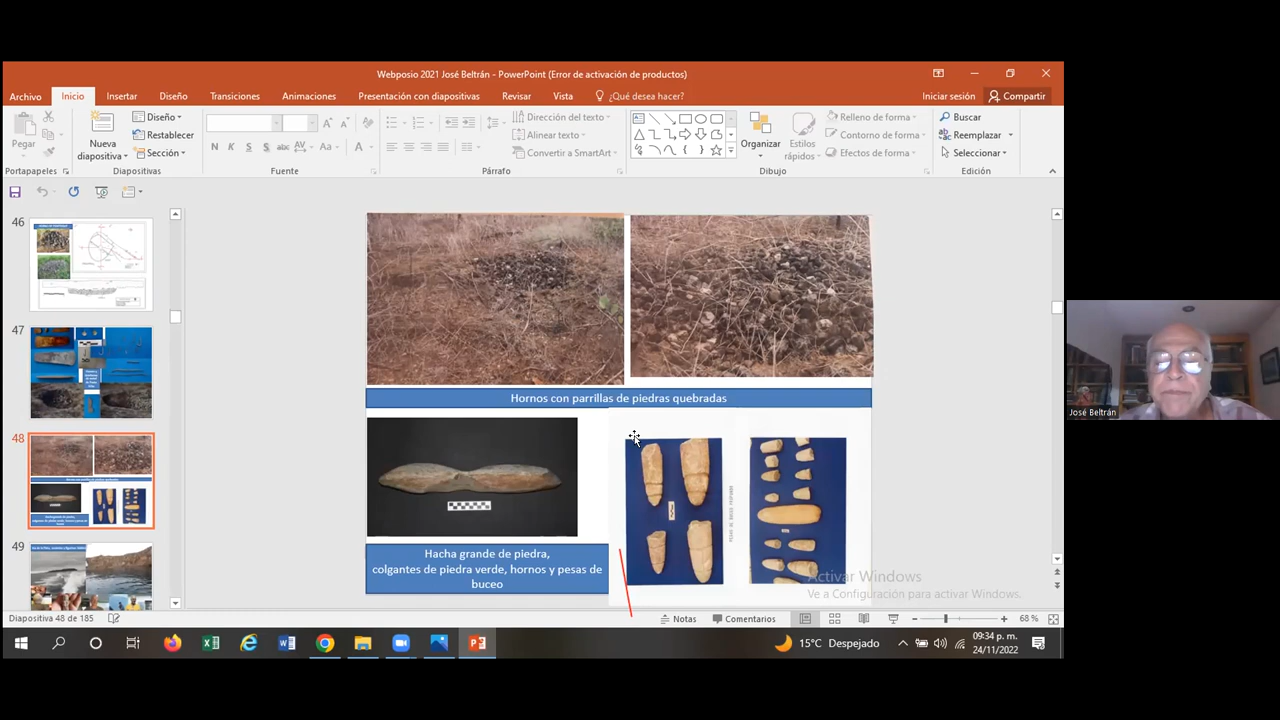 Webposio 2021 José Beltrán - PowerPoint (Error de activación de productos)
Archivo Inicio Insertar Diseño Transiciones Animaciones Presentación con diapositivas Revisar Vista ¿Qué desea hacer? Iniciar sesión Compartir
Pegar
Nueva diapositiva
Diseño
Restablecer
Sección
N K S abc AV Aa A
Dirección del texto
Alinear texto
Convertir a SmartArt
Organizar
Estilos rápidos
Relleno de forma
Contorno de forma
Efectos de forma
Buscar
Reemplazar
Seleccionar
Portapapeles Diapositivas Fuente Párrafo Dibujo Edición
46
47
48
49
Hornos con parrillas de piedras quebradas
Hacha grande de piedra,
colgantes de piedra verde, hornos y pesas de
buceo
Activar Windows
Ve a Configuración para activar Windows.
José Beltrán
Diapositiva 48 de 185 Notas Comentarios 68 %
15°C Despejado
09:34 p. m.
24/11/2022